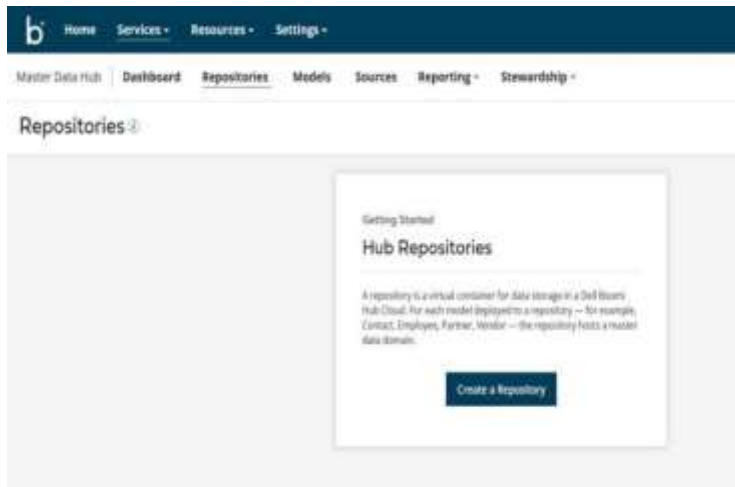 b Home Services Resources Settings
Master Data Hub Dashboard Repositories Models Sources Reporting Stewardship
Repositories
Getting Started
Hub Repositories
A repository is a virtual container for data storage in a Dell Boomi
Hub Cloud. For each model deployed to a repository — for example,
Contact, Employee, Partner, Vendor — the repository hosts a master
data domain.
Create a Repository